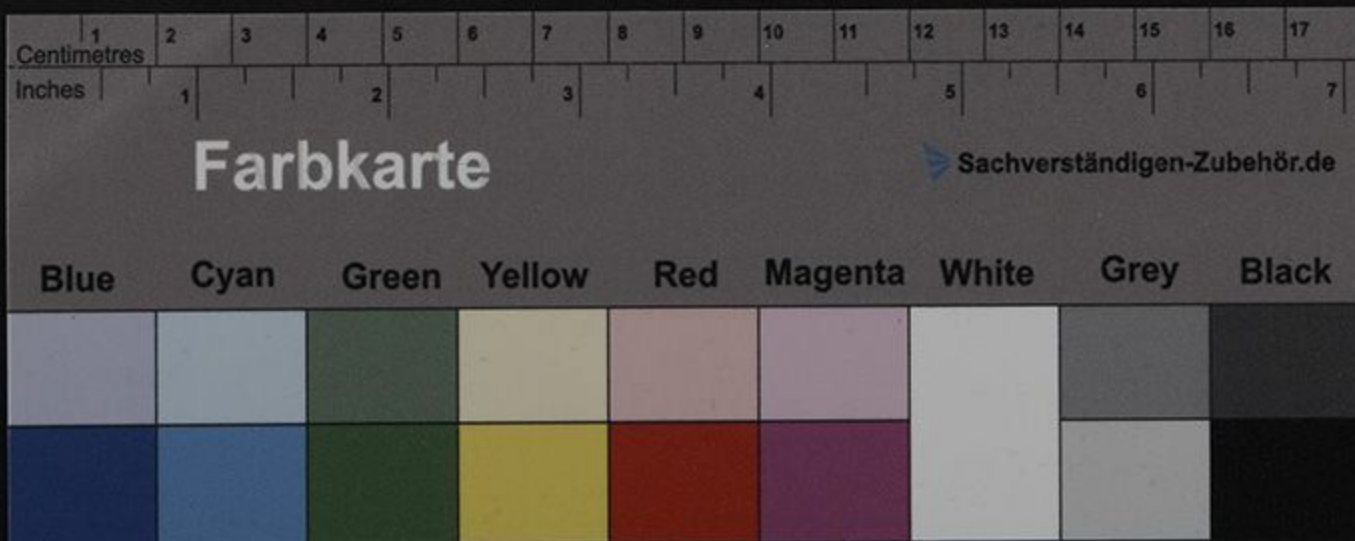 1 2 3 4 5 6 7 8 9 10 11 12 13 14 15 16 17
Centimetres
Inches 1 2 3 4 5 6 7
Farbkarte
Sachverständigen-Zubehör.de
Blue Cyan Green Yellow Red Magenta White Grey Black